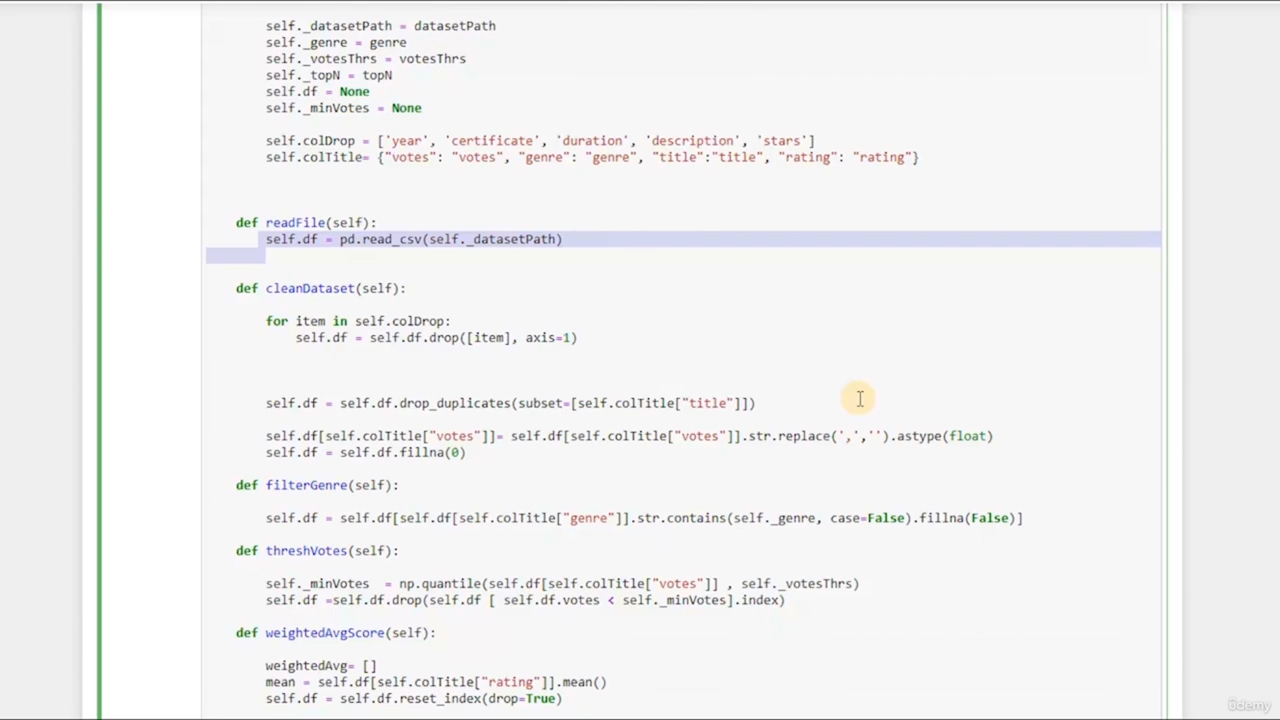 self._datasetPath = datasetPath
self._genre = genre
self._votesThrs = votesThrs
self._topN = topN
self.df = None
self._minVotes = None
self.colDrop = ['year', 'certificate', 'duration', 'description', 'stars']
self.colTitle= {"votes": "votes", "genre": "genre", "title":"title", "rating": "rating"}
def readFile(self):
self.df = pd.read_csv(self._datasetPath)
def cleanDataset(self):
for item in self.colDrop:
self.df = self.df.drop([item], axis=1)
self.df = self.df.drop_duplicates(subset=[self.colTitle["title"]])
self.df[self.colTitle["votes"]]= self.df[self.colTitle["votes"]].str.replace(',','').astype(float)
self.df = self.df.fillna(0)
def filterGenre(self):
self.df = self.df[self.df[self.colTitle["genre"]].str.contains(self._genre, case=False).fillna(False)]
def threshVotes(self):
self._minVotes  = np.quantile(self.df[self.colTitle["votes"]] , self._votesThrs)
self.df =self.df.drop(self.df [ self.df.votes < self._minVotes].index)
def weightedAvgScore(self):
weightedAvg= []
mean = self.df[self.colTitle["rating"]].mean()
self.df = self.df.reset_index(drop=True)
ûdemy